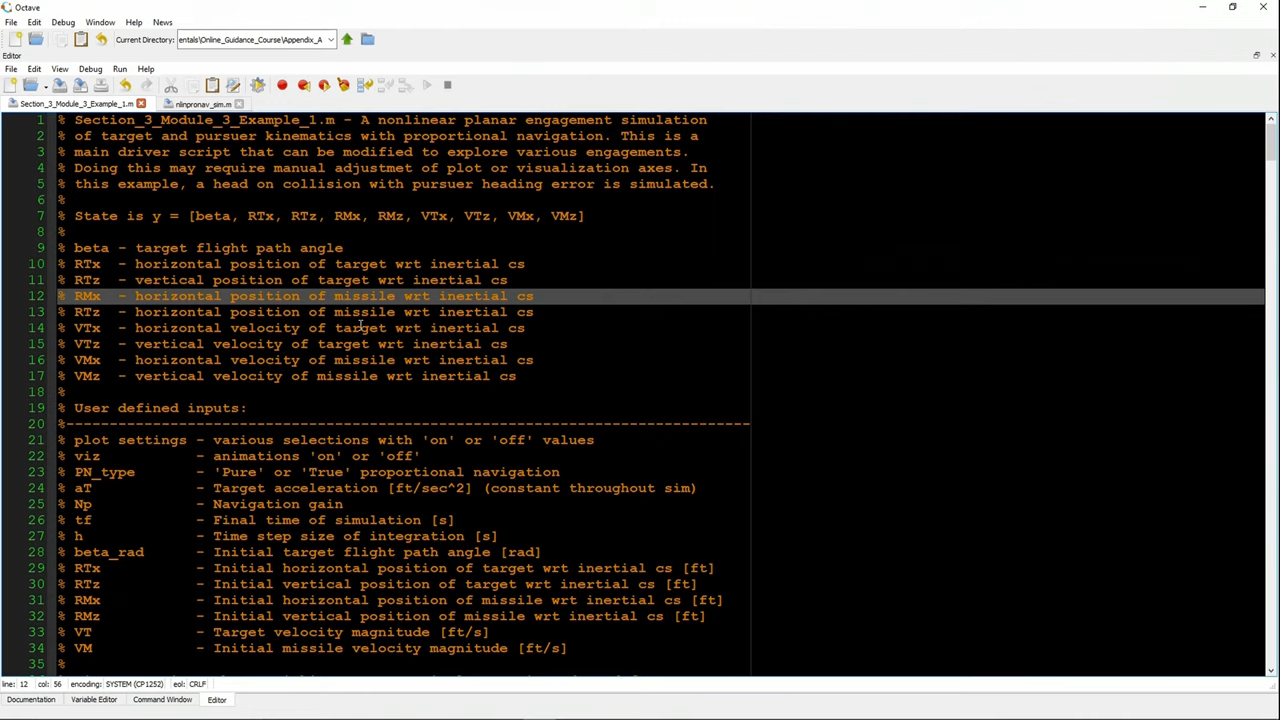 Octave
File Edit Debug Window Help News
Current Directory: entals\Online_Guidance_Course\Appendix_A
Editor
File Edit View Debug Run Help
Section_3_Module_3_Example_1.m nlinpronav_sim.m
1 % Section_3_Module_3_Example_1.m - A nonlinear planar engagement simulation
2 % of target and pursuer kinematics with proportional navigation. This is a
3 % main driver script that can be modified to explore various engagements.
4 % Doing this may require manual adjustmet of plot or visualization axes. In
5 % this example, a head on collision with pursuer heading error is simulated.
6 %
7 % State is y = [beta, RTx, RTz, RMx, RMz, VTx, VTz, VMx, VMz]
8 %
9 % beta - target flight path angle
10 % RTx - horizontal position of target wrt inertial cs
11 % RTz - vertical position of target wrt inertial cs
12 % RMx - horizontal position of missile wrt inertial cs
13 % RTz - horizontal position of missile wrt inertial cs
14 % VTx - horizontal velocity of target wrt inertial cs
15 % VTz - vertical velocity of target wrt inertial cs
16 % VMx - horizontal velocity of missile wrt inertial cs
17 % VMz - vertical velocity of missile wrt inertial cs
18 %
19 % User defined inputs:
20 %-------------------------------------------------------------------------------
21 % plot settings - various selections with 'on' or 'off' values
22 % viz - animations 'on' or 'off'
23 % PN_type - 'Pure' or 'True' proportional navigation
24 % aT - Target acceleration [ft/sec^2] (constant throughout sim)
25 % Np - Navigation gain
26 % tf - Final time of simulation [s]
27 % h - Time step size of integration [s]
28 % beta_rad - Initial target flight path angle [rad]
29 % RTx - Initial horizontal position of target wrt inertial cs [ft]
30 % RTz - Initial vertical position of target wrt inertial cs [ft]
31 % RMx - Initial horizontal position of missile wrt inertial cs [ft]
32 % RMz - Initial vertical position of missile wrt inertial cs [ft]
33 % VT - Target velocity magnitude [ft/s]
34 % VM - Initial missile velocity magnitude [ft/s]
35 %
line: 12 col: 56 encoding: SYSTEM (CP1252) eol: CRLF
Documentation Variable Editor Command Window Editor